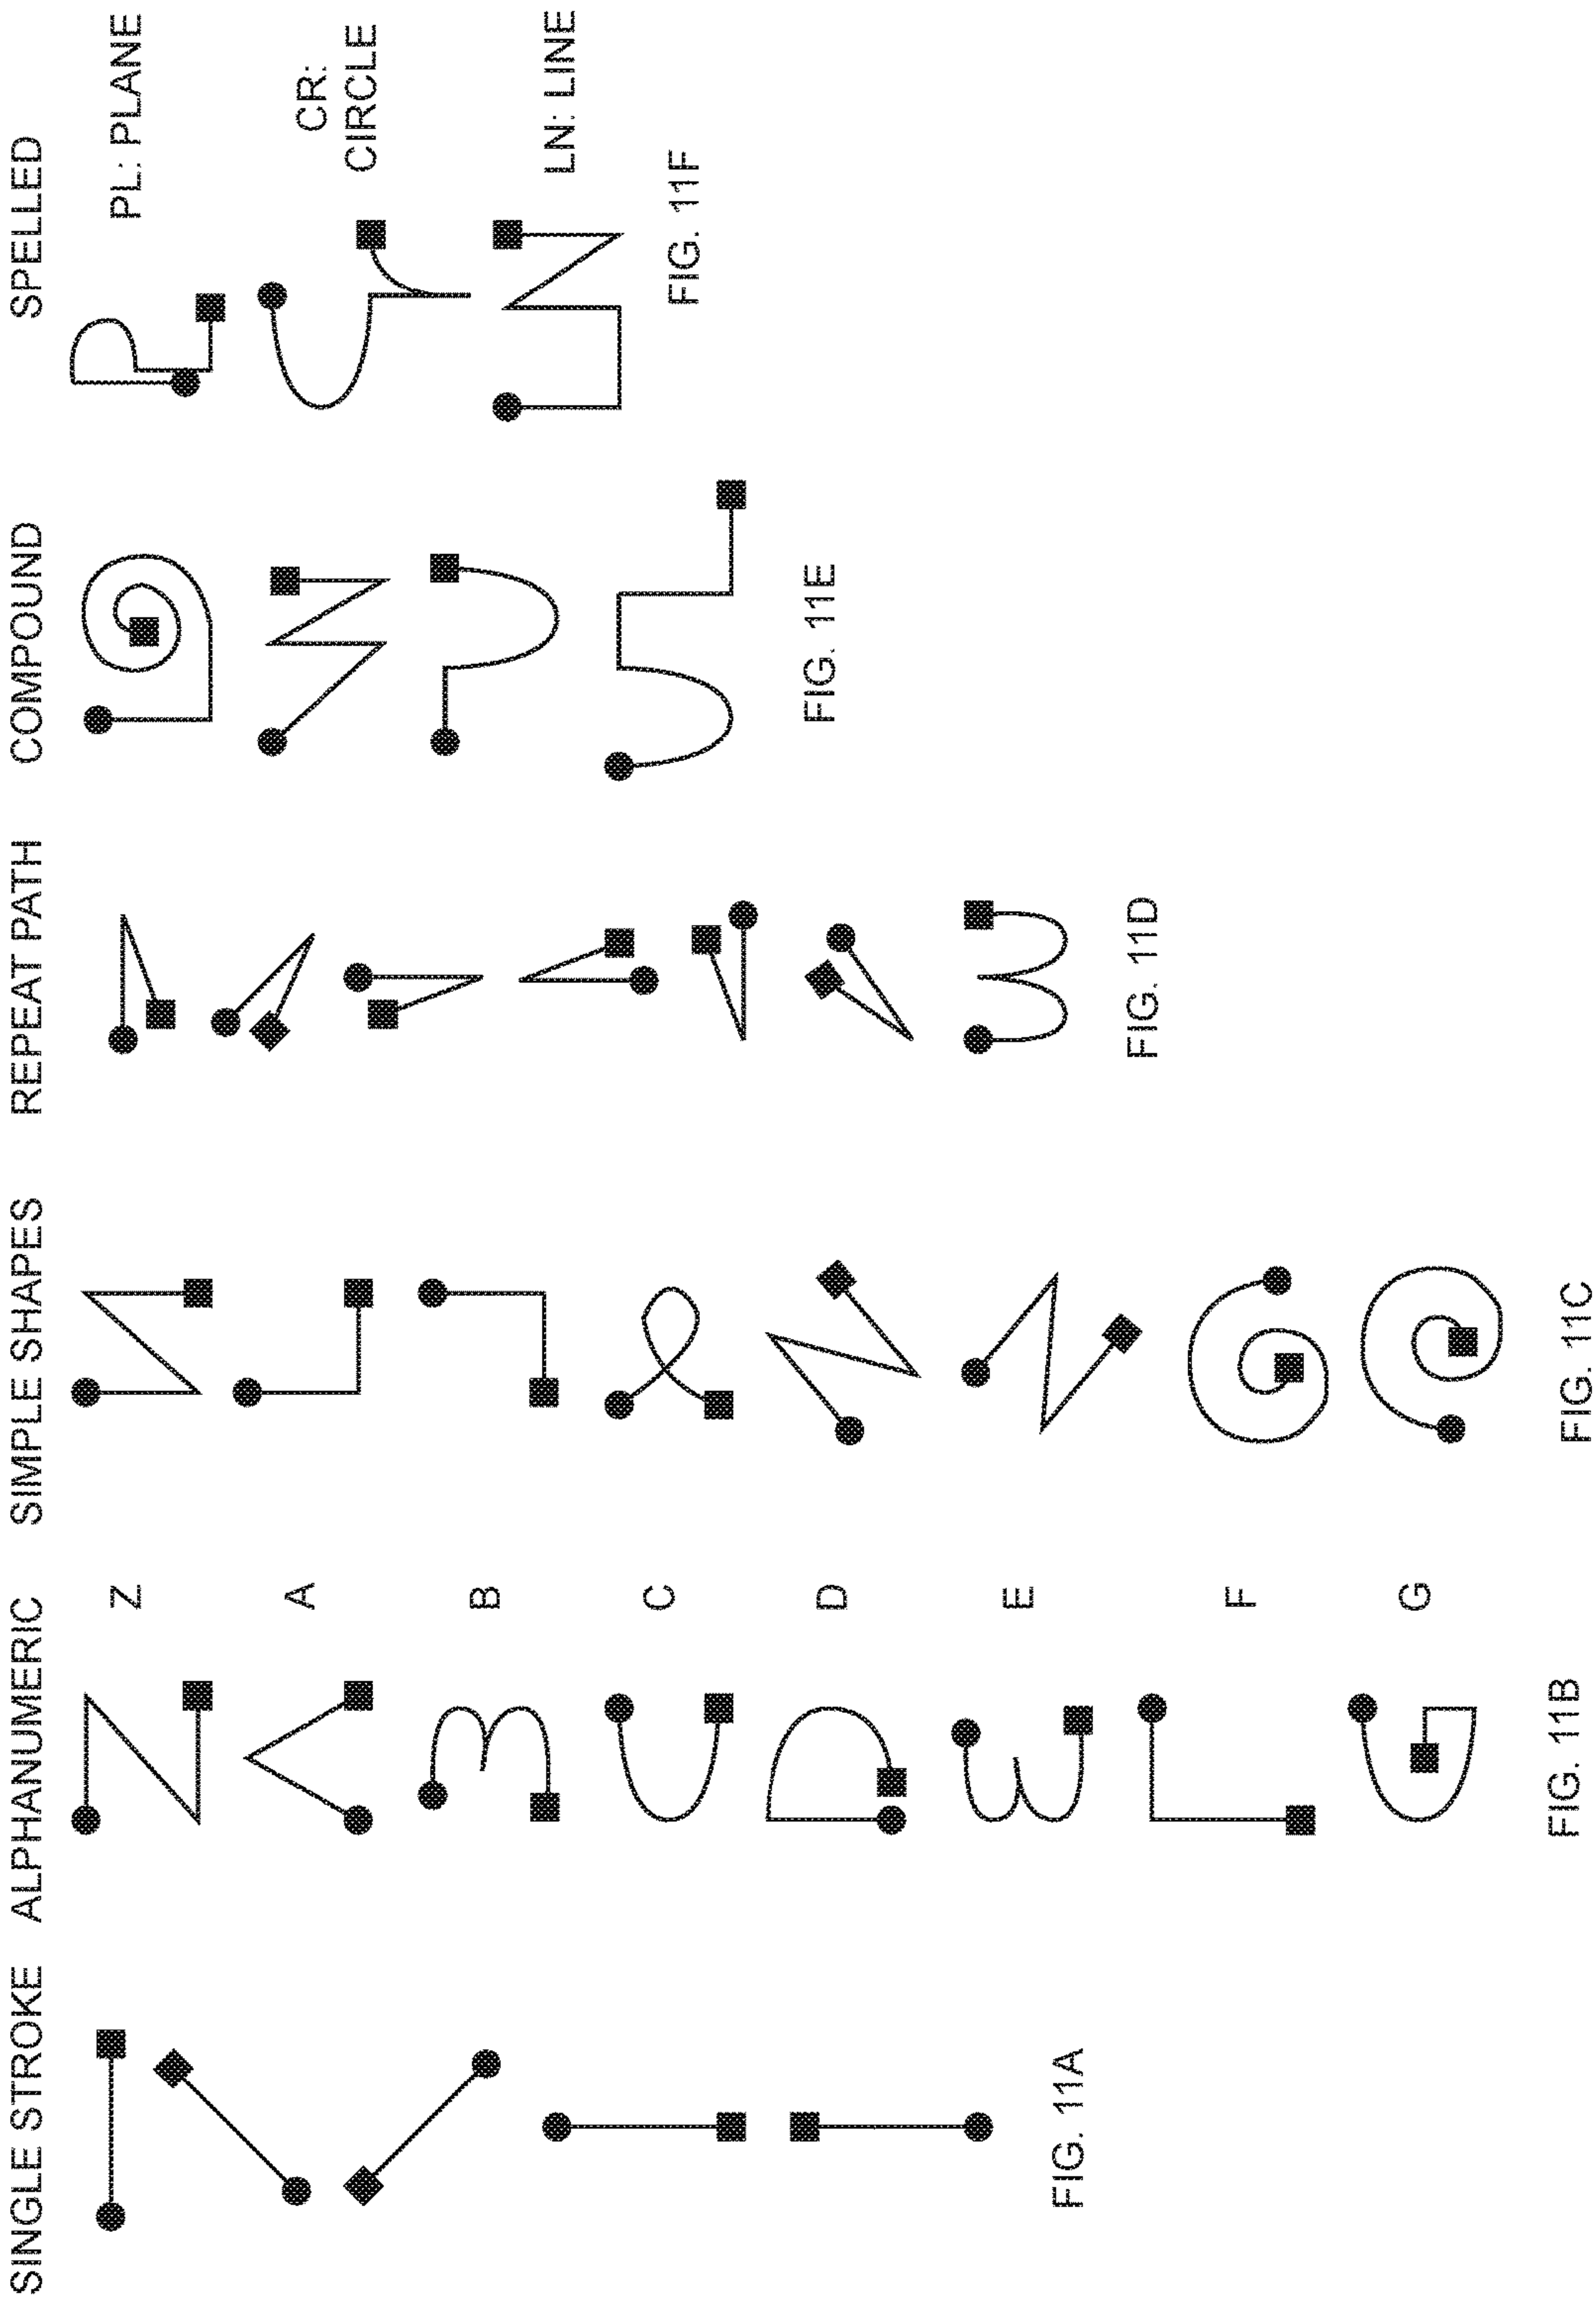 SINGLE STROKE
FIG. 11A
ALPHANUMERIC
Z
A
B
C
D
E
F
G
FIG. 11B
SIMPLE SHAPES
FIG. 11C
REPEAT PATH
FIG. 11D
COMPOUND
FIG. 11E
SPELLED
PL: PLANE
CR:
CIRCLE
LN: LINE
FIG. 11F